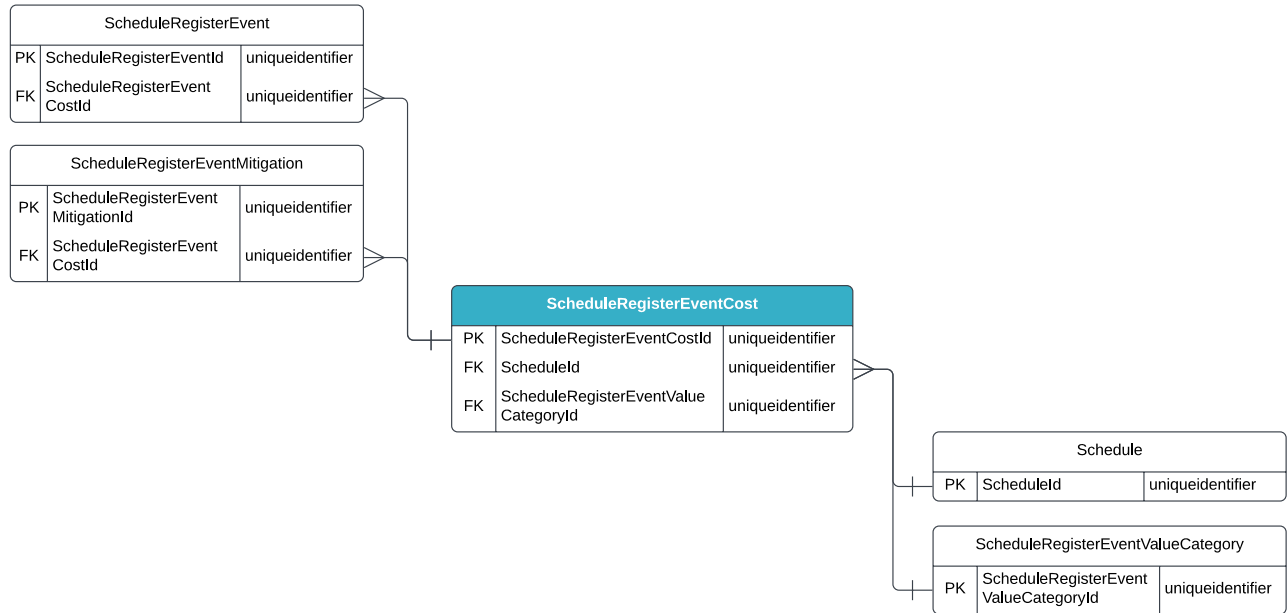 ScheduleRegisterEvent
PK ScheduleRegisterEventId uniqueidentifier
FK ScheduleRegisterEvent
CostId uniqueidentifier
ScheduleRegisterEventMitigation
PK ScheduleRegisterEvent
MitigationId uniqueidentifier
FK ScheduleRegisterEvent
CostId uniqueidentifier
ScheduleRegisterEventCost
PK ScheduleRegisterEventCostId uniqueidentifier
FK ScheduleId uniqueidentifier
FK ScheduleRegisterEventValue
CategoryId uniqueidentifier
Schedule
PK ScheduleId uniqueidentifier
ScheduleRegisterEventValueCategory
PK ScheduleRegisterEvent
ValueCategoryId uniqueidentifier